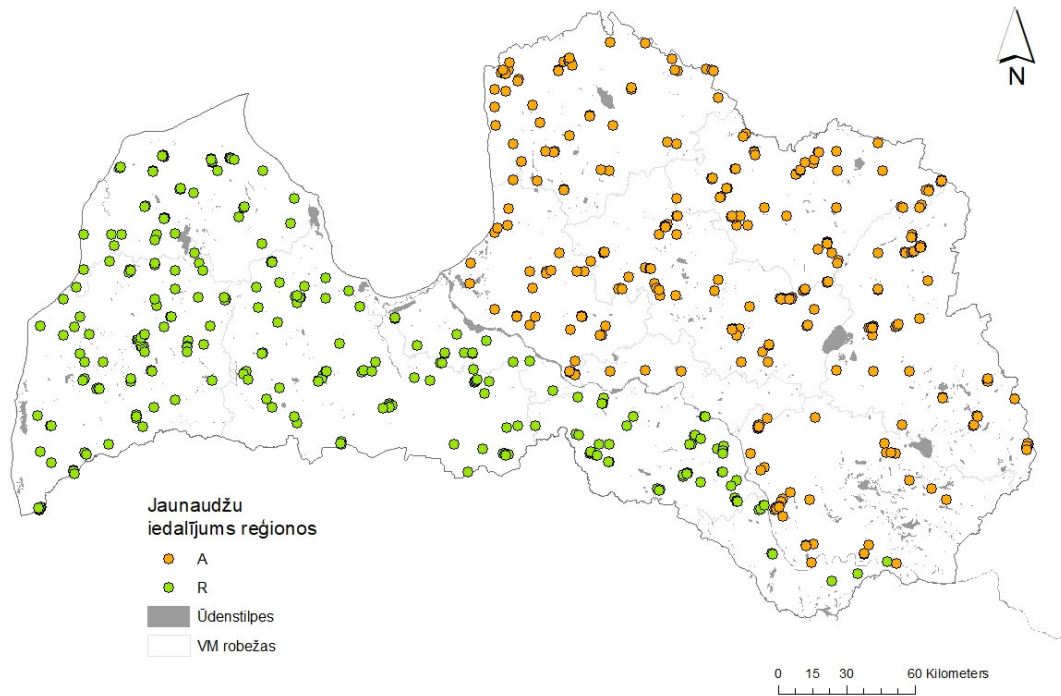 N
Jaunaudžu
iedalījums reģionos
A
R
Ūdenstilpes
VM robežas
0 15 30 60 Kilometers